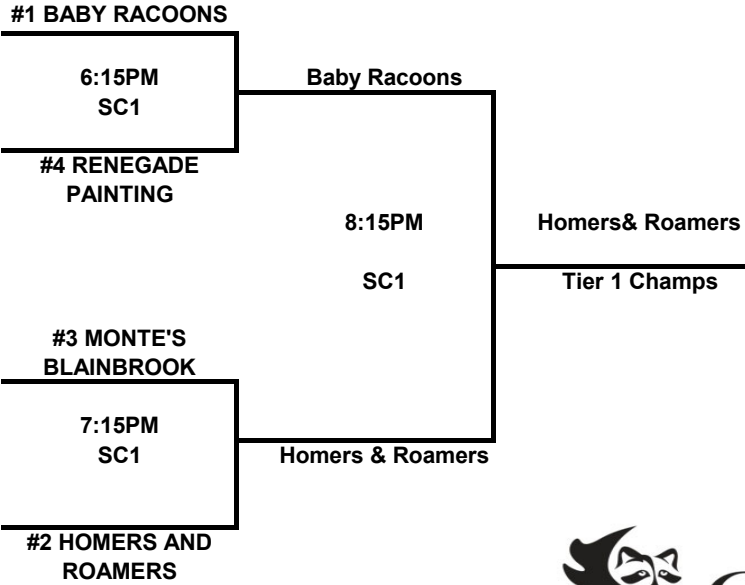 #1 BABY RACOONS
6:15PM
SC1
Baby Racoons
#4 RENEGADE
PAINTING
8:15PM
SC1
Homers& Roamers
Tier 1 Champs
#3 MONTE'S
BLAINBROOK
7:15PM
SC1
Homers & Roamers
#2 HOMERS AND
ROAMERS